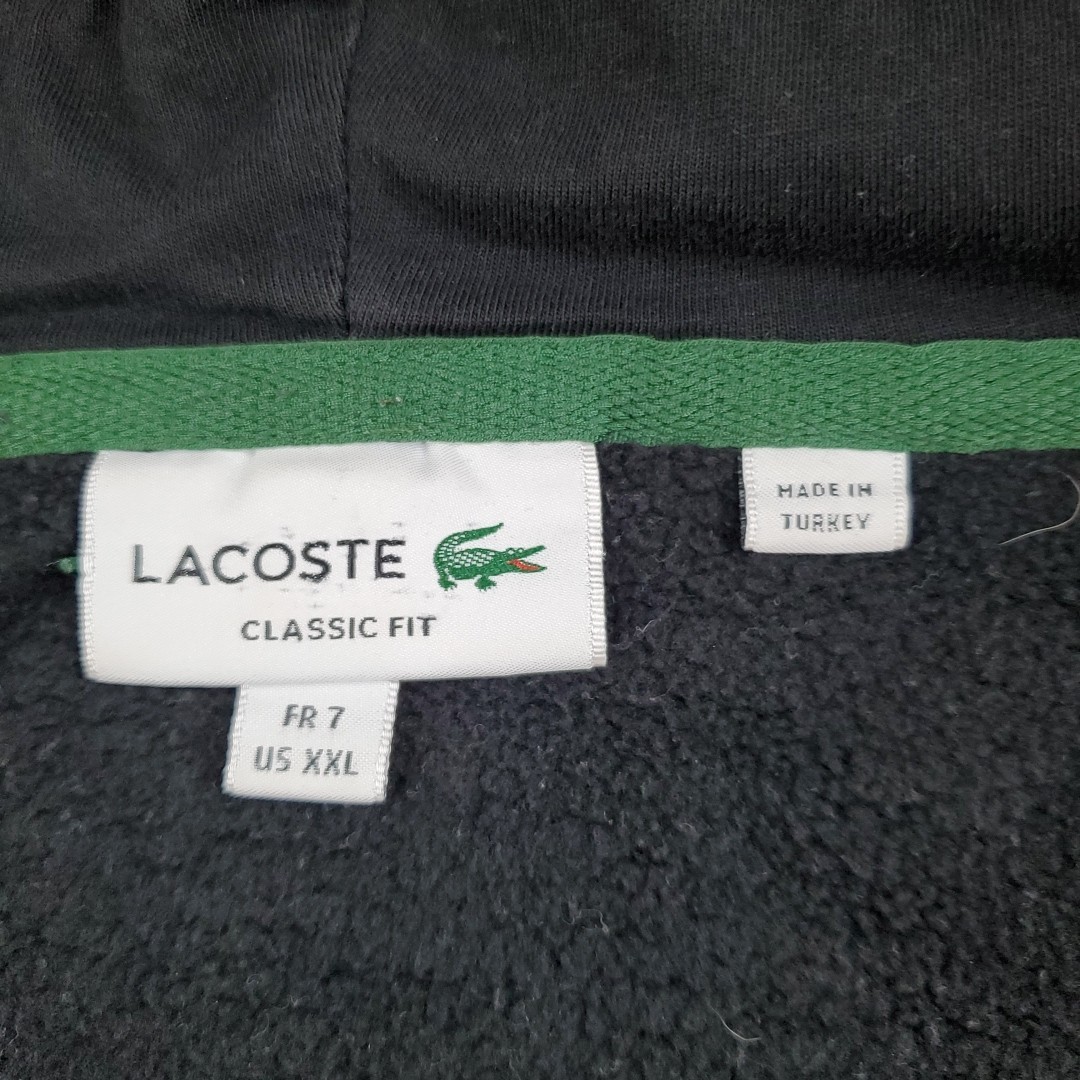 LACOSTE
CLASSIC FIT
FR 7
US XXL
MADE IN
TURKEY